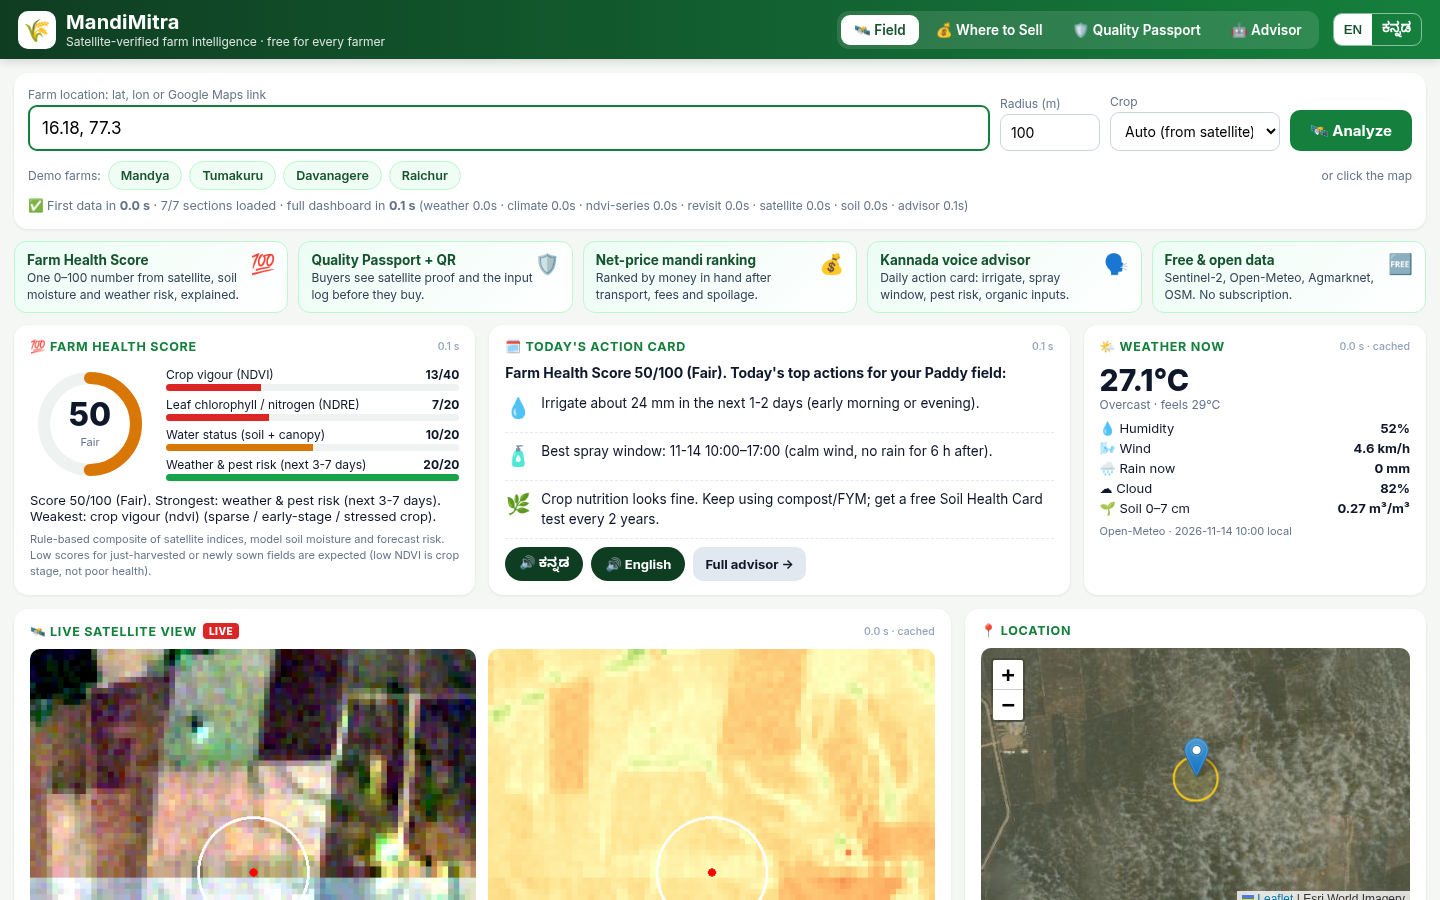 MandiMitra
Satellite-verified farm intelligence · free for every farmer
Field
Where to Sell
Quality Passport
Advisor
EN
ಕನ್ನಡ
Farm location: lat, lon or Google Maps link
16.18, 77.3
Radius (m)
100
Crop
Auto (from satellite)
Analyze
Demo farms:
Mandya
Tumakuru
Davanagere
Raichur
or click the map
✅ First data in 0.0 s · 7/7 sections loaded · full dashboard in 0.1 s (weather 0.0s · climate 0.0s · ndvi-series 0.0s · revisit 0.0s · satellite 0.0s · soil 0.0s · advisor 0.1s)
Farm Health Score
One 0–100 number from satellite, soil
moisture and weather risk, explained.
Quality Passport + QR
Buyers see satellite proof and the input
log before they buy.
Net-price mandi ranking
Ranked by money in hand after
transport, fees and spoilage.
Kannada voice advisor
Daily action card: irrigate, spray
window, pest risk, organic inputs.
Free & open data
Sentinel-2, Open-Meteo, Agmarknet,
OSM. No subscription.
FREE
FARM HEALTH SCORE
0.1 s
50
Fair
Crop vigour (NDVI) 13/40
Leaf chlorophyll / nitrogen (NDRE) 7/20
Water status (soil + canopy) 10/20
Weather & pest risk (next 3-7 days) 20/20
Score 50/100 (Fair). Strongest: weather & pest risk (next 3-7 days).
Weakest: crop vigour (ndvi) (sparse / early-stage / stressed crop).
Rule-based composite of satellite indices, model soil moisture and forecast risk.
Low scores for just-harvested or newly sown fields are expected (low NDVI is crop
stage, not poor health).
TODAY'S ACTION CARD
0.1 s
Farm Health Score 50/100 (Fair). Today's top actions for your Paddy field:
Irrigate about 24 mm in the next 1-2 days (early morning or evening).
Best spray window: 11-14 10:00–17:00 (calm wind, no rain for 6 h after).
Crop nutrition looks fine. Keep using compost/FYM; get a free Soil Health Card
test every 2 years.
ಕನ್ನಡ
English
Full advisor →
WEATHER NOW
0.0 s · cached
27.1°C
Overcast · feels 29°C
Humidity 52%
Wind 4.6 km/h
Rain now 0 mm
Cloud 82%
Soil 0–7 cm 0.27 m³/m³
Open-Meteo · 2026-11-14 10:00 local
LIVE SATELLITE VIEW
LIVE
0.0 s · cached
LOCATION
+
−
Leaflet | Esri World Imagery